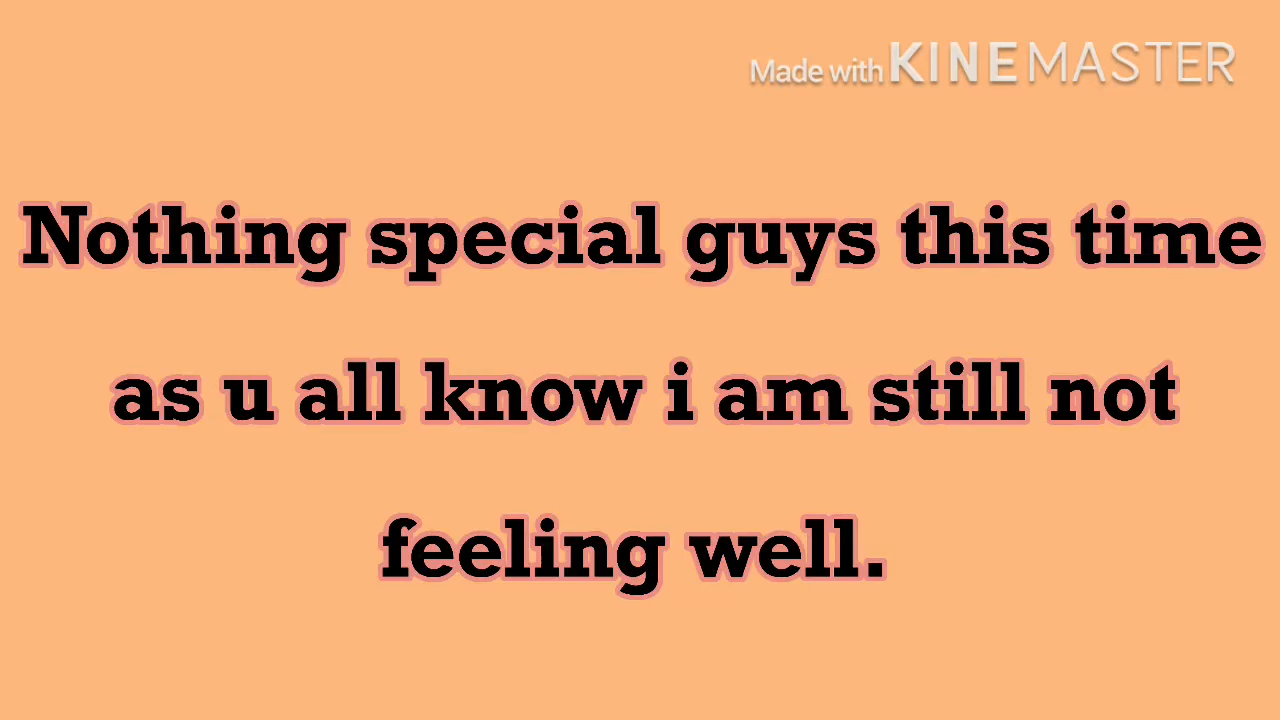 Made with KINEMASTER
Nothing special guys this time
as u all know i am still not
feeling well.